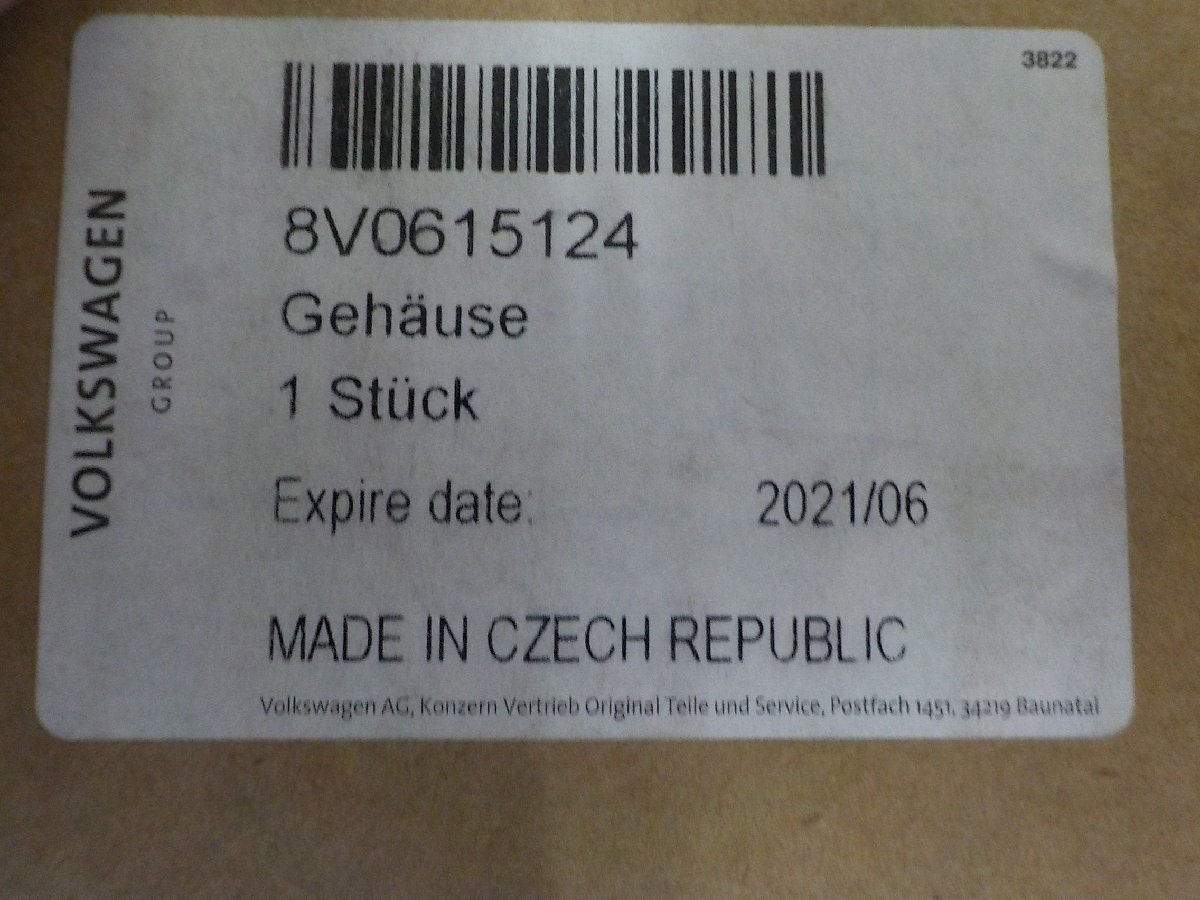 3822
8V0615124
Gehäuse
1 Stück
Expire date: 2021/06
MADE IN CZECH REPUBLIC
Volkswagen AG, Konzern Vertrieb Original Teile und Service, Postfach 1451, 34219 Baunatal
VOLKSWAGEN
GROUP